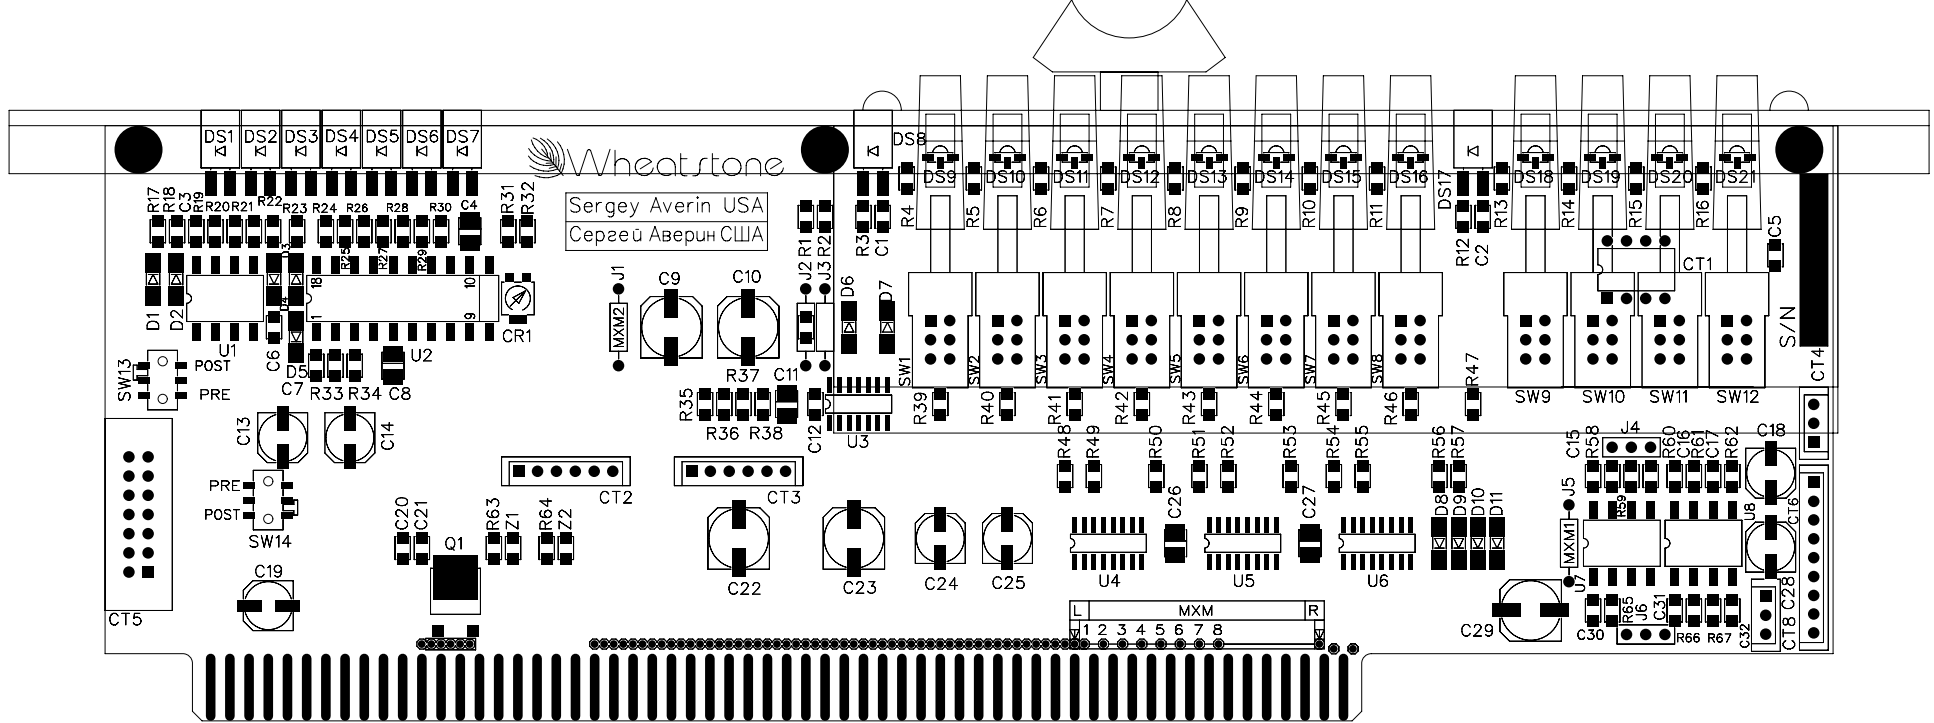 DS1 DS2 DS3 DS4 DS5 DS6 DS7
Wheatstone
DS8
DS9 DS10 DS11 DS12 DS13 DS14 DS15 DS16
DS17
DS18 DS19 DS20 DS21
R17 R18 C3 R19 R20 R21 R22 R23 R24 R26 R28 R30 C4 R31 R32
Sergey Averin USA
Сергей Аверин США
R1 R2 R3 C1 R4 R5 R6 R7 R8 R9 R10 R11 R12 C2 R13 R14 R15 R16 C5
D3 R25 R27 R29
D1 D2 D4 18 10
1 9
CR1
J1
MXM2
C9 C10
J2 J3 D6 D7
CT1
S/N
U1 C6 D5 U2
SW13
POST
PRE
C7 R33 R34 C8
SW1 SW2 SW3 SW4 SW5 SW6 SW7 SW8
R47
SW9 SW10 SW11 SW12
CT4
R35 R37 C11
R36 R38 C12 U3
R39 R40 R41 R42 R43 R44 R45 R46
C13 C14
R48 R49 R50 R51 R52 R53 R54 R55 R56 R57
C15 R58 J4 R60 C16 R61 C17 R62 C18
PRE
POST
SW14
CT2 CT3
C20 C21 R63 Z1 R64 Z2
Q1
C26 C27
D8 D9 D10 D11
J5
MXM1
R59 U8 CT6
C22 C23 C24 C25
U4 U5 U6
U7
C19
CT5
L MXM R
1 2 3 4 5 6 7 8
C29
C30 R65 J6 C31 R66 R67 C32 CT8 C28